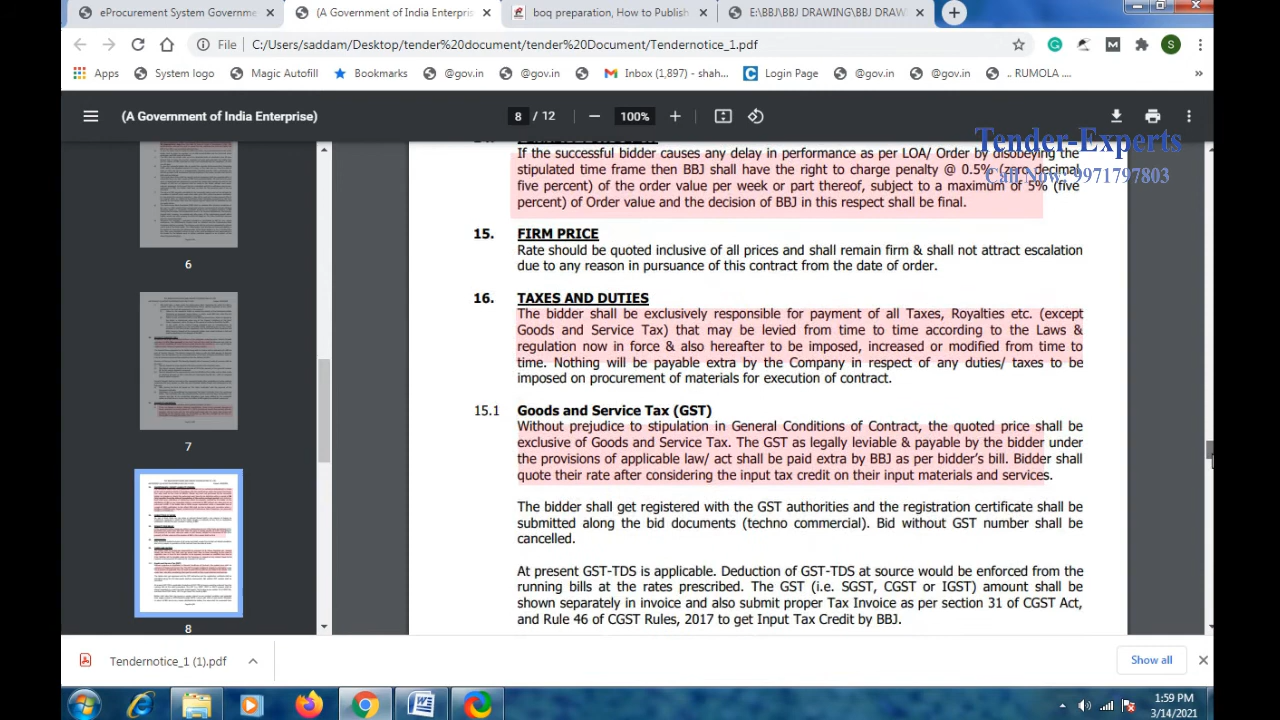 eProcurement System Governme
(A Government of India Enterpris
boq preparation, How to Publish
E:\BBJ\BBJ DRAWING\BBJ DRAW
File
C:/Users/saddam/Desktop/tender%20document/tender%20Document/Tendernotice_1.pdf
S
Apps
System logo
Magic Autofill
Bookmarks
@gov.in
@gov.in
Inbox (1,897) - shah...
Login Page
@gov.in
@gov.in
.. RUMOLA ....
(A Government of India Enterprise)
8 / 12
100%
Tender-Experts
Call Now: 9971797803
6
7
8
If the successful bidder causes any delay in performance as per LOA/ Order by disobeying the
stipulated time frame then BBJ shall have the right to charge penalty @ 0.5% (zero decimal
five percent) of the order value per week or part thereof subject to a maximum of 5% (five
percent) of Order value and the decision of BBJ in this respect shall be final.
15. FIRM PRICE
Rate should be quoted inclusive of all prices and shall remain firm & shall not attract escalation
due to any reason in pursuance of this contract from the date of order.
16. TAXES AND DUTIES
The bidder shall be exclusively responsible for payment of all Taxes, Royalties etc. (except
Goods and Service Tax) that may be levied from time to time according to the Laws &
regulation now in force & also hereafter to be imposed increased or modified from time to
time. Nothing shall be paid extra by the Company in respect of any duties/ taxes to be
imposed on procurement of materials for execution of contract.
15.1 Goods and Service Tax (GST)
Without prejudice to stipulation in General Conditions of Contract, the quoted price shall be
exclusive of Goods and Service Tax. The GST as legally leviable & payable by the bidder under
the provisions of applicable law/ act shall be paid extra by BBJ as per bidder's bill. Bidder shall
quote their rate after considering the input tax credit on their input materials and services.
The bidder shall get registered with the GST authorities and a registration certificate shall be
submitted along the bid documents (techno commercial). Bid without GST number shall be
cancelled.
At present GST-TDS is applicable. Deduction of GST-TDS on works would be enforced from the
running bills at the rates prescribed. The GST (i.e. SGST/CGST or IGST) amount shall be
shown separately in invoice and also submit proper Tax Invoice as per section 31 of CGST Act,
and Rule 46 of CGST Rules, 2017 to get Input Tax Credit by BBJ.
Tendernotice_1 (1).pdf
Show all
1:59 PM
3/14/2021